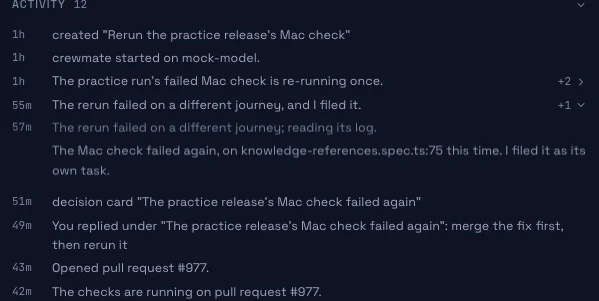 ACTIVITY 12
1h created "Rerun the practice release's Mac check"
1h crewmate started on mock-model.
1h The practice run's failed Mac check is re-running once. +2
55m The rerun failed on a different journey, and I filed it. +1
57m The rerun failed on a different journey; reading its log.
The Mac check failed again, on knowledge-references.spec.ts:75 this time. I filed it as its
own task.
51m decision card "The practice release's Mac check failed again"
49m You replied under "The practice release's Mac check failed again": merge the fix first,
then rerun it
43m Opened pull request #977.
42m The checks are running on pull request #977.